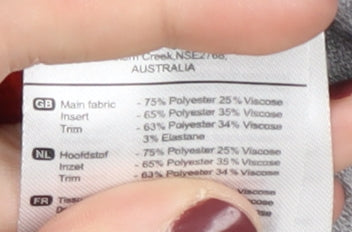 Creek,NSE2768,
AUSTRALIA
GB Main fabric - 75% Polyester 25% Viscose
Insert - 65% Polyester 35% Viscose
Trim - 63% Polyester 34% Viscose
3% Elastane
NL Hoofdstof - 75% Polyester 25% Viscose
Inzet - 65% Polyester 35% Viscose
Trim - 63% Polyester 34% Viscose
FR Viscose